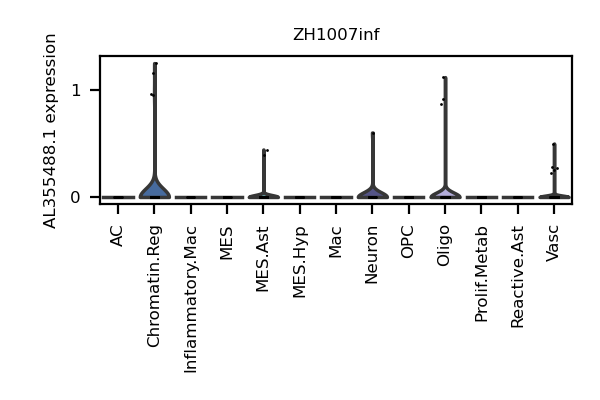 ZH1007inf
AL355488.1 expression
1
0
AC
Chromatin.Reg
Inflammatory.Mac
MES
MES.Ast
MES.Hyp
Mac
Neuron
OPC
Oligo
Prolif.Metab
Reactive.Ast
Vasc